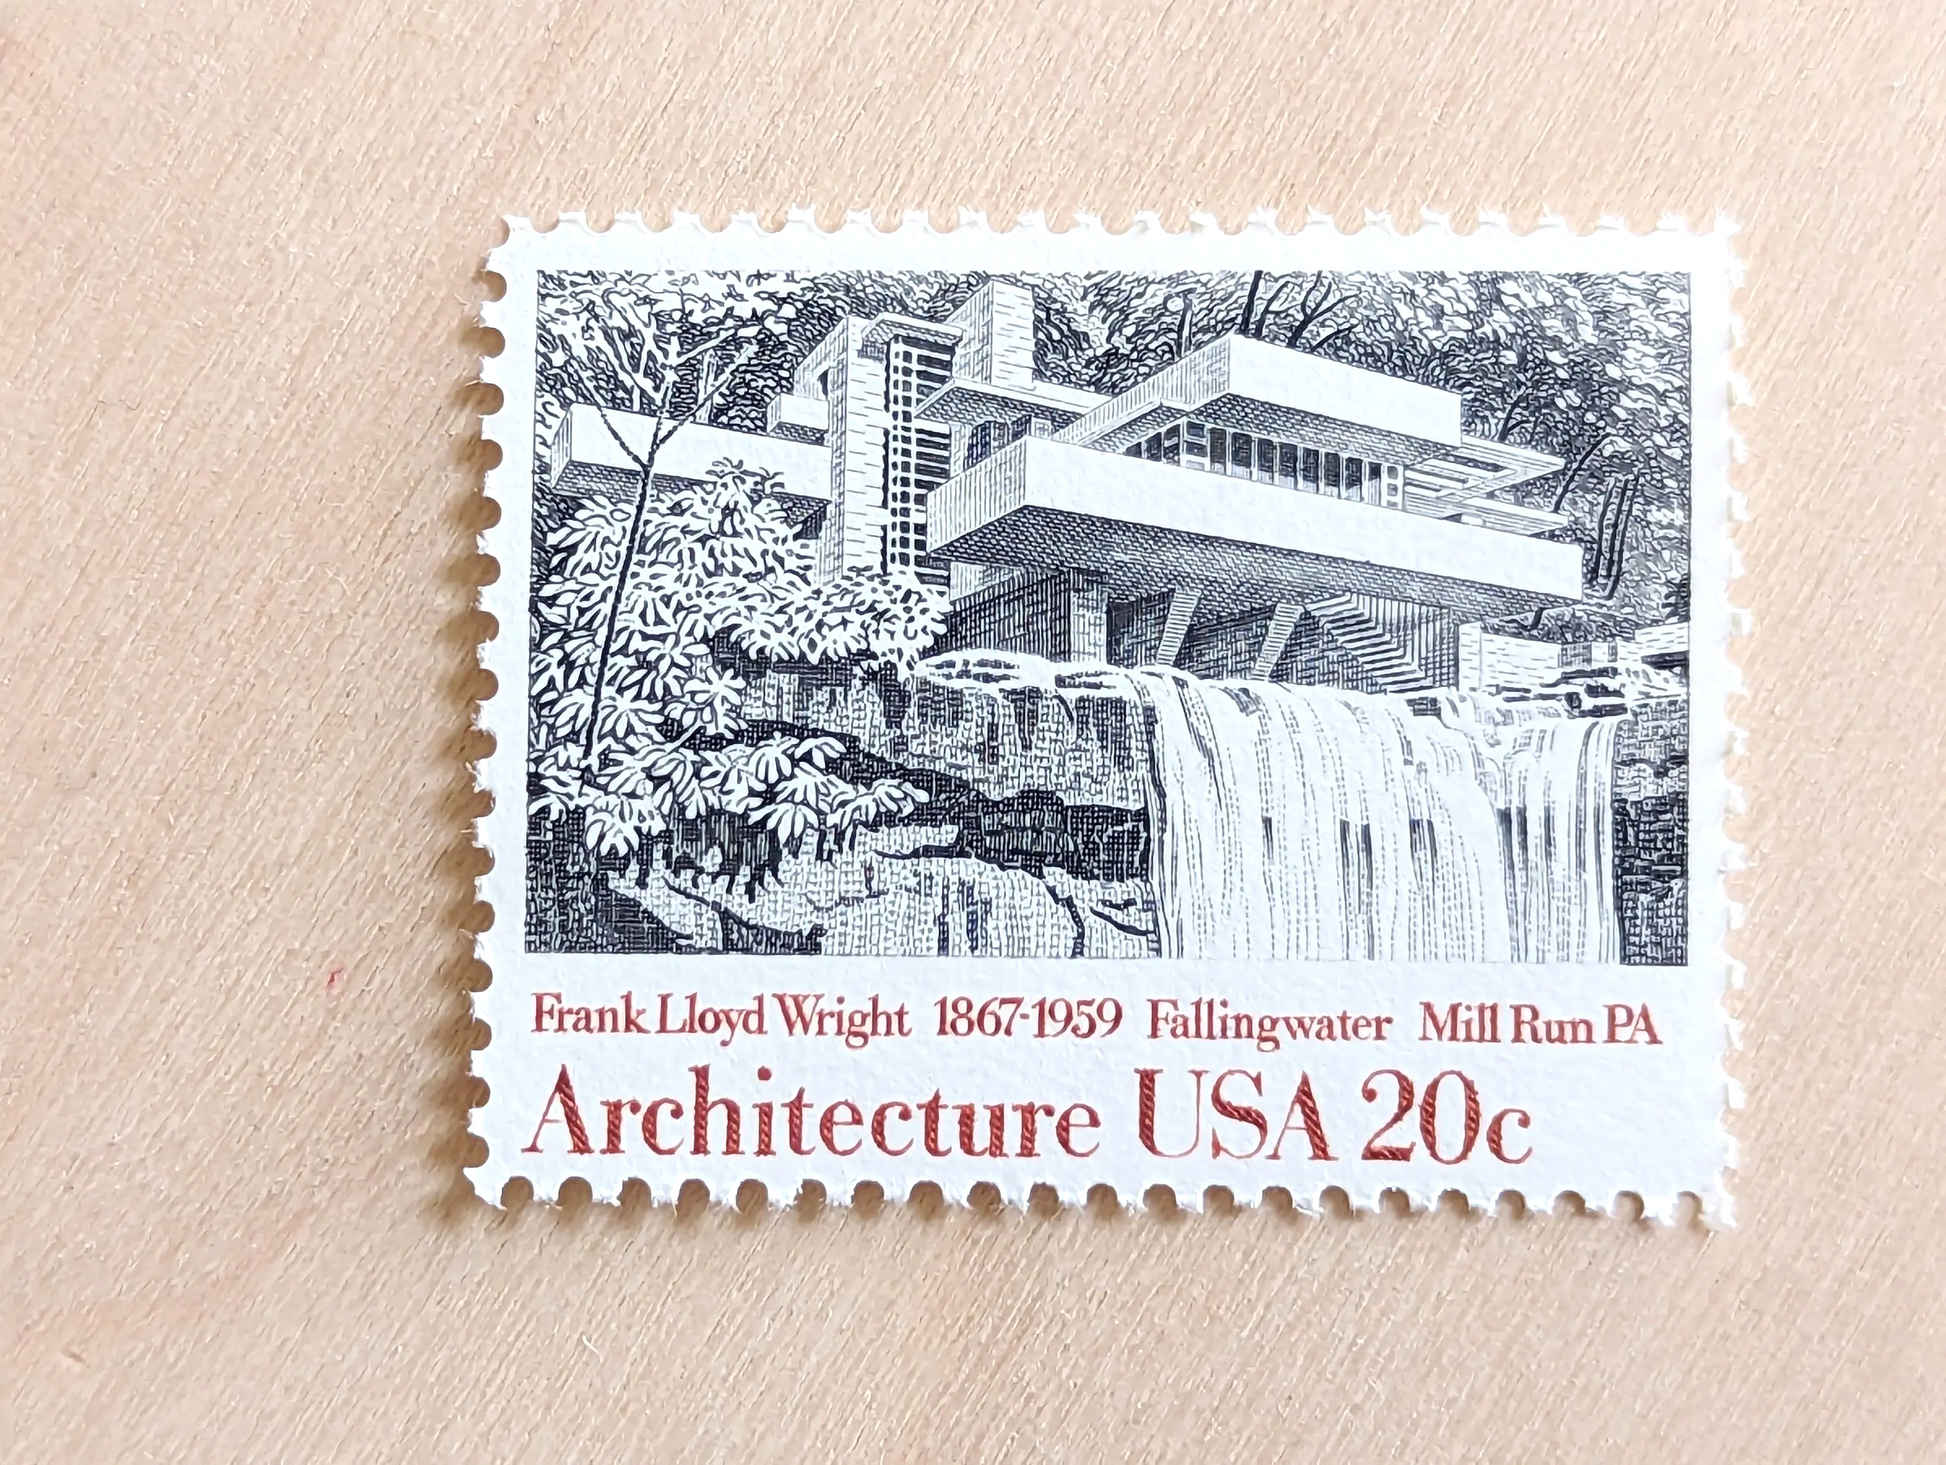 Frank Lloyd Wright 1867-1959 Fallingwater Mill Run PA
Architecture USA 20c